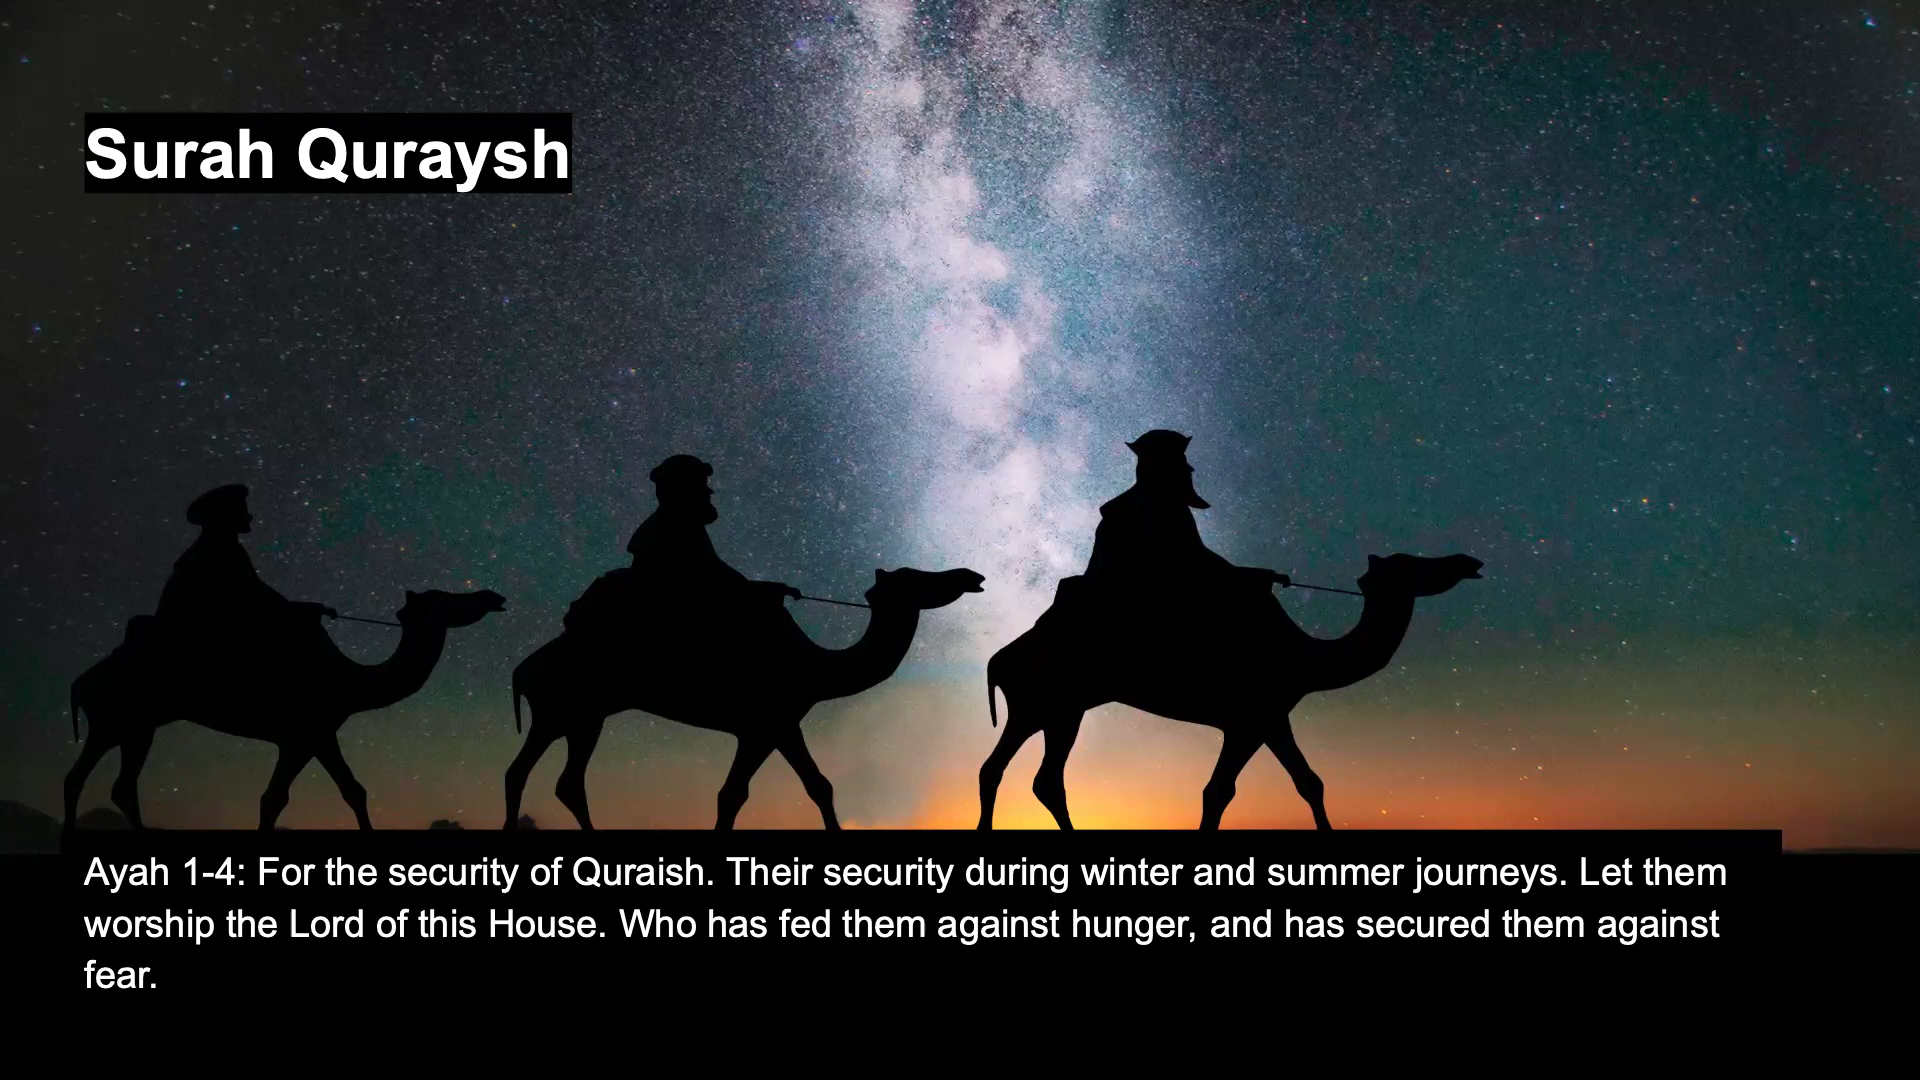 Surah Quraysh
Ayah 1-4: For the security of Quraish. Their security during winter and summer journeys. Let them
worship the Lord of this House. Who has fed them against hunger, and has secured them against
fear.